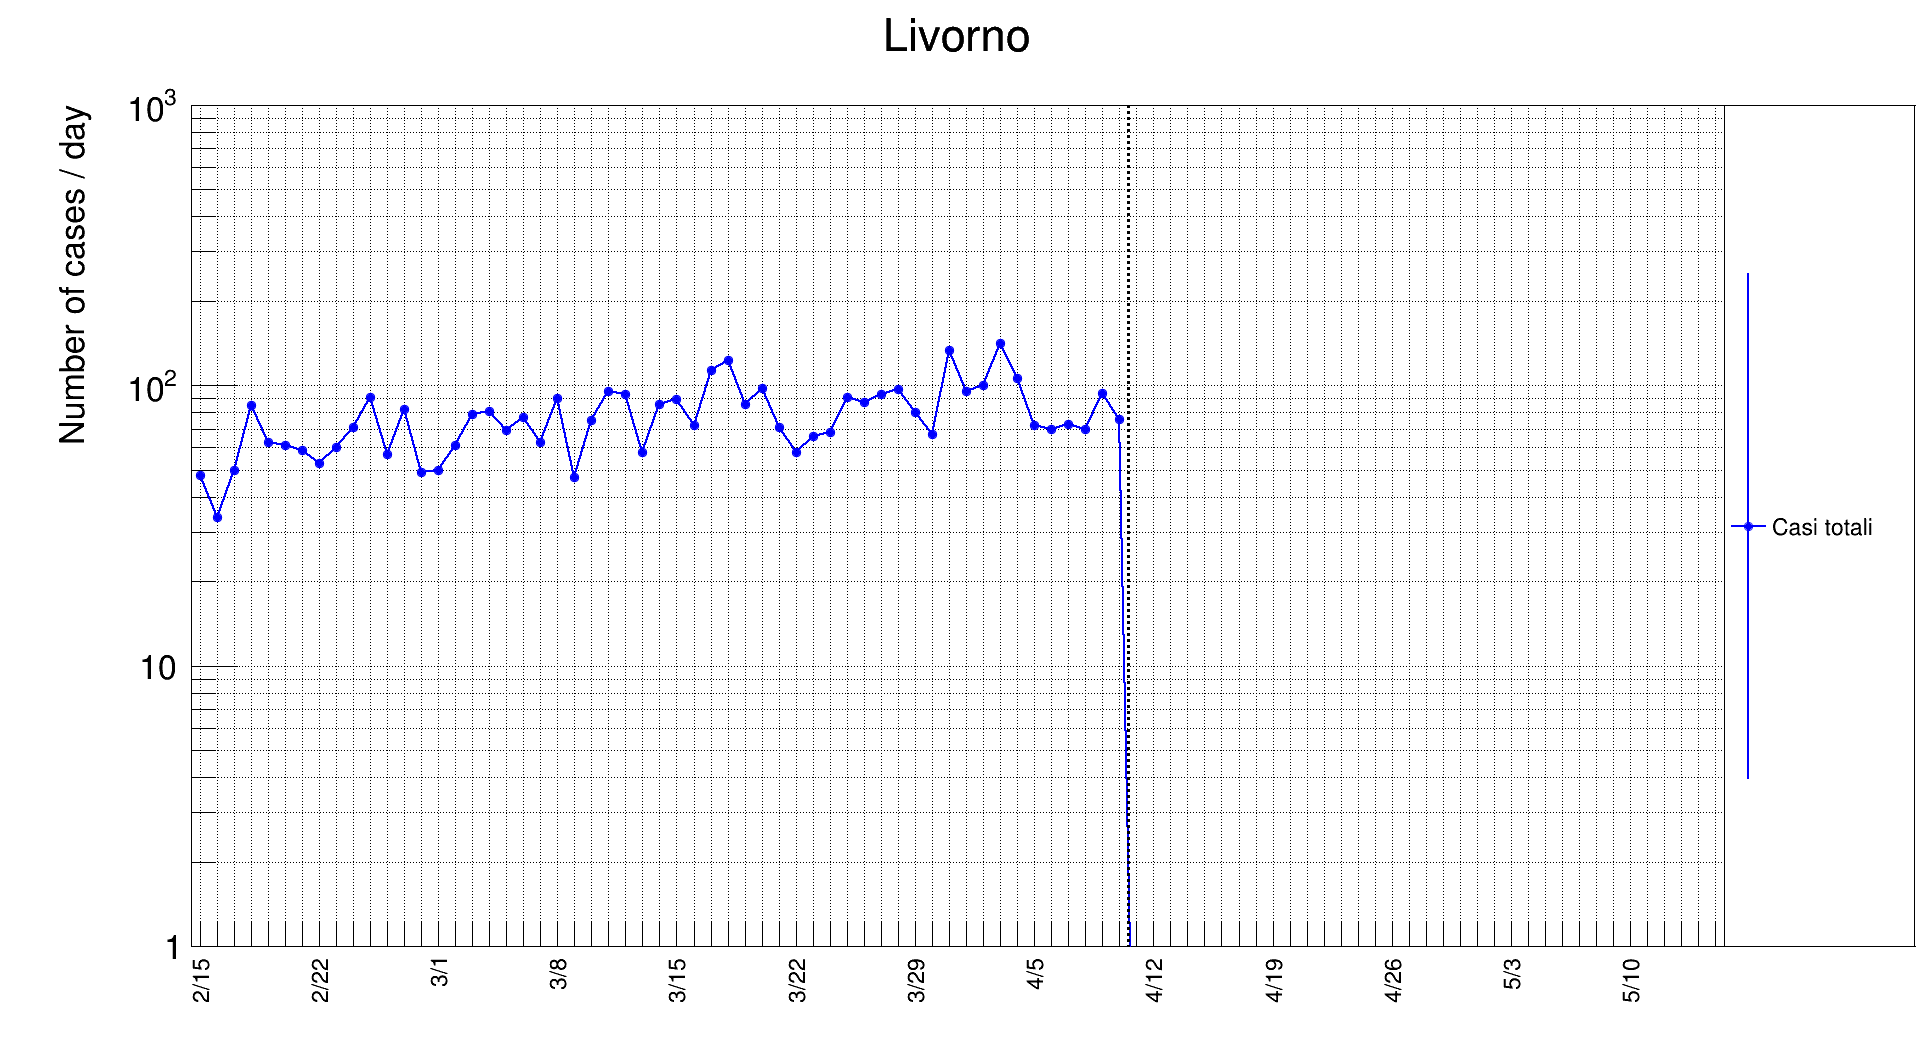 Livorno
Number of cases / day
10³
10²
10
1
2/15 2/22 3/1 3/8 3/15 3/22 3/29 4/5 4/12 4/19 4/26 5/3 5/10
Casi totali